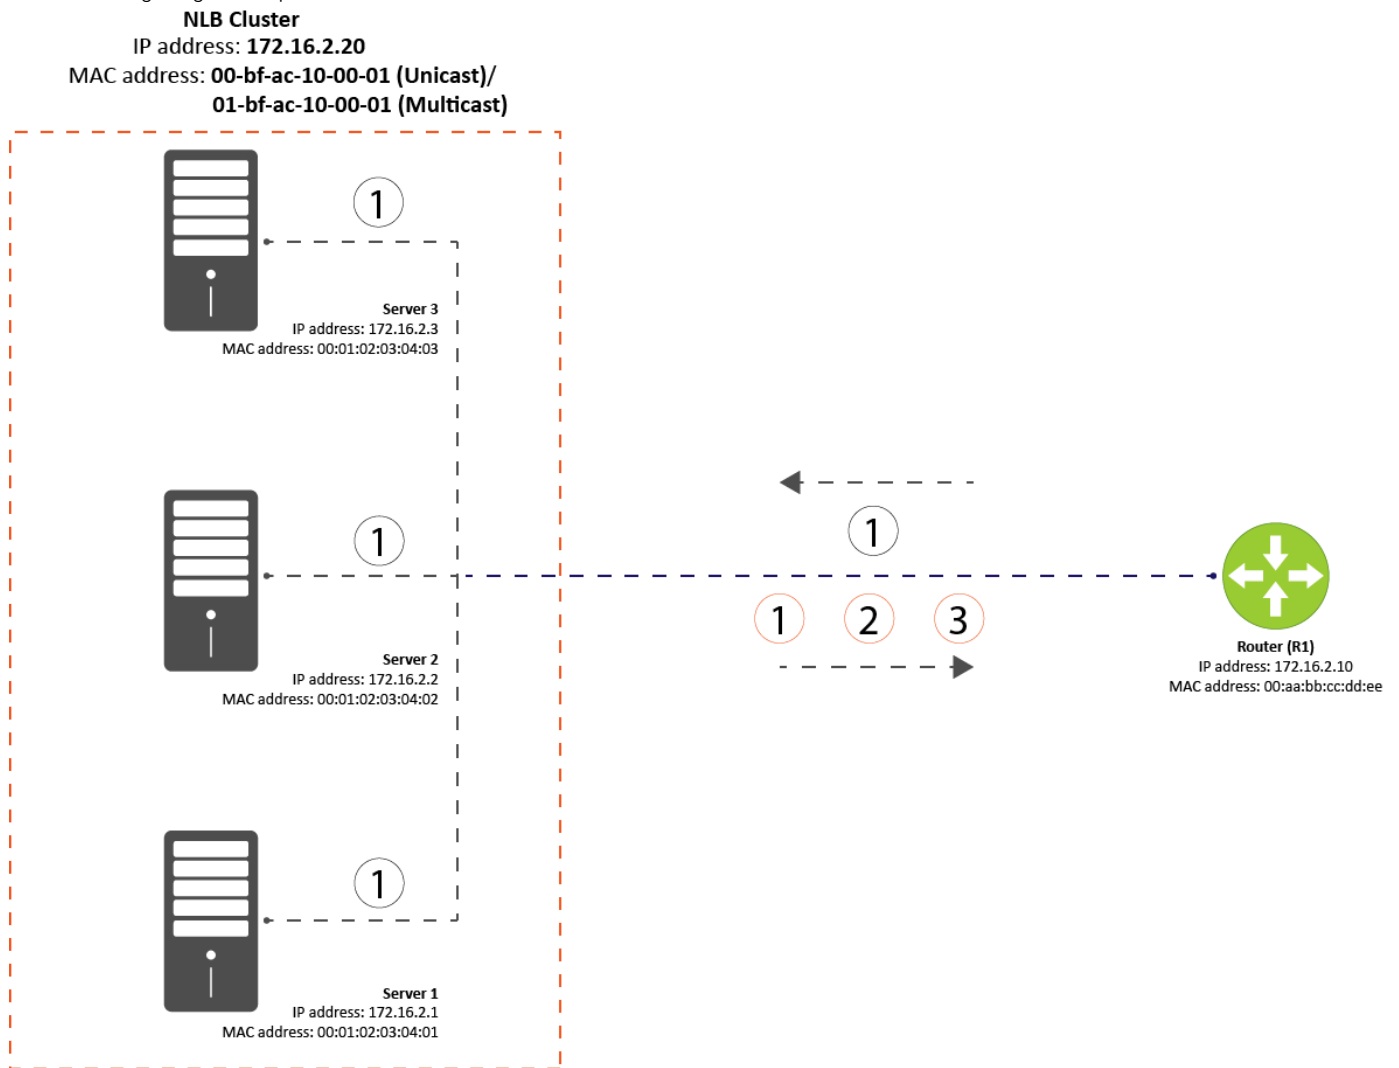 NLB Cluster
IP address: 172.16.2.20
MAC address: 00-bf-ac-10-00-01 (Unicast)/
01-bf-ac-10-00-01 (Multicast)
1
Server 3
IP address: 172.16.2.3
MAC address: 00:01:02:03:04:03
1
Server 2
IP address: 172.16.2.2
MAC address: 00:01:02:03:04:02
1
Server 1
IP address: 172.16.2.1
MAC address: 00:01:02:03:04:01
1
1 2 3
Router (R1)
IP address: 172.16.2.10
MAC address: 00:aa:bb:cc:dd:ee